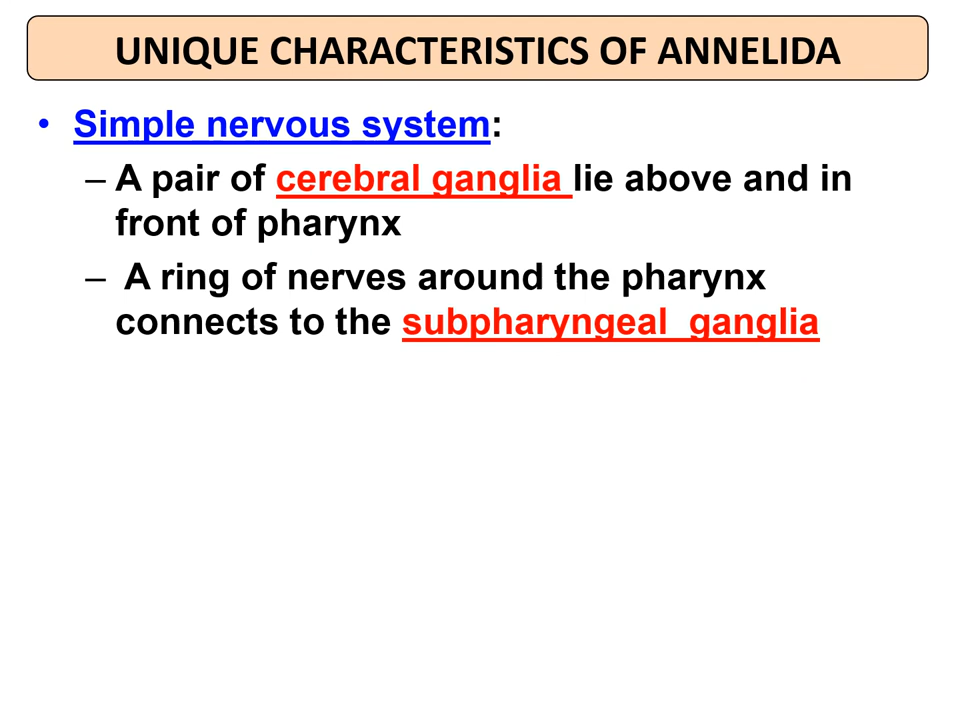 UNIQUE CHARACTERISTICS OF ANNELIDA
• Simple nervous system:
– A pair of cerebral ganglia lie above and in
front of pharynx
– A ring of nerves around the pharynx
connects to the subpharyngeal ganglia